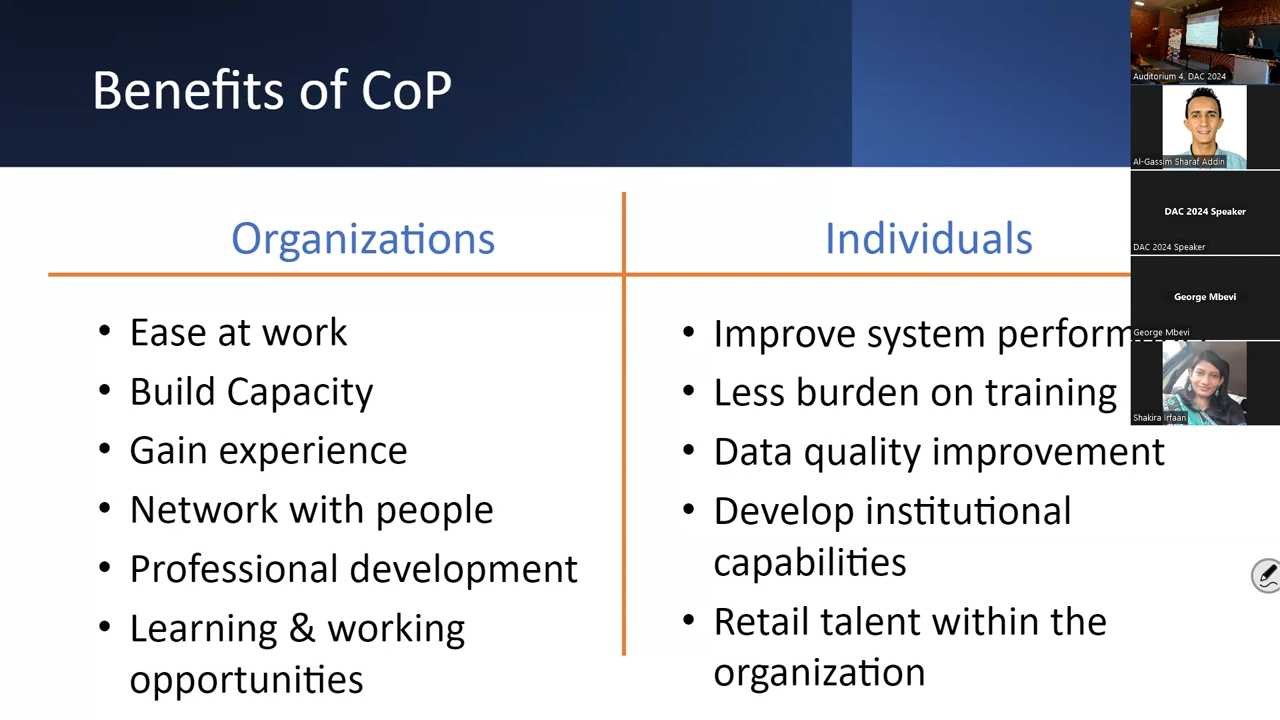 Benefits of CoP
Organizations
• Ease at work
• Build Capacity
• Gain experience
• Network with people
• Professional development
• Learning & working
opportunities
Individuals
• Improve system
• Less burden on training
• Data quality improvement
• Develop institutional
capabilities
• Retail talent within the
organization
Auditorium 4, DAC 2024
Al-Gassim Sharaf Addin
DAC 2024 Speaker
DAC 2024 Speaker
George Mbevi
George Mbevi
Shakira Irfaan